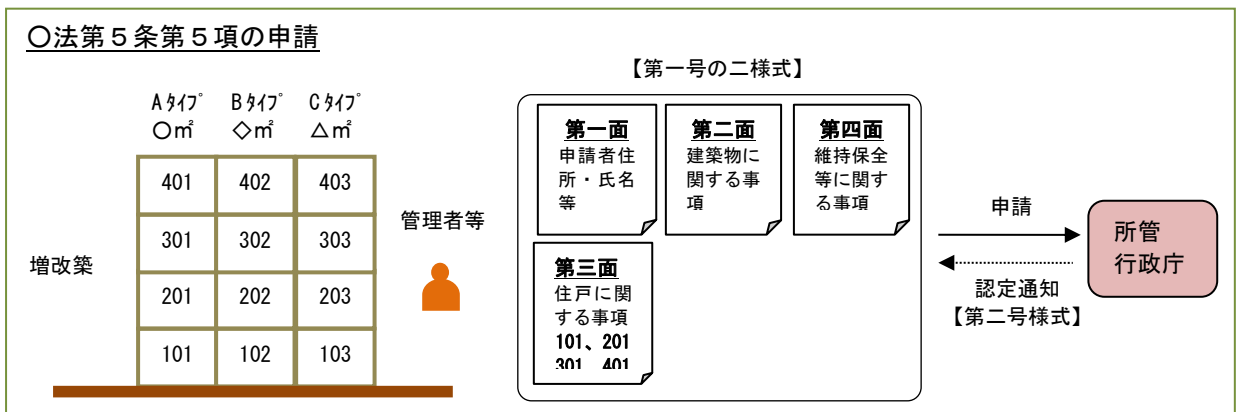 〇法第５条第５項の申請
【第一号の二様式】
Aﾀｲﾌﾟ Bﾀｲﾌﾟ Cﾀｲﾌﾟ
〇㎡ ◇㎡ △㎡
401 402 403
301 302 303
201 202 203
101 102 103
増改築
管理者等
第一面
申請者住
所・氏名
等
第二面
建築物に
関する事
項
第四面
維持保全
等に関す
る事項
第三面
住戸に関
する事項
101、201
301、401
申請
認定通知
【第二号様式】
所管
行政庁